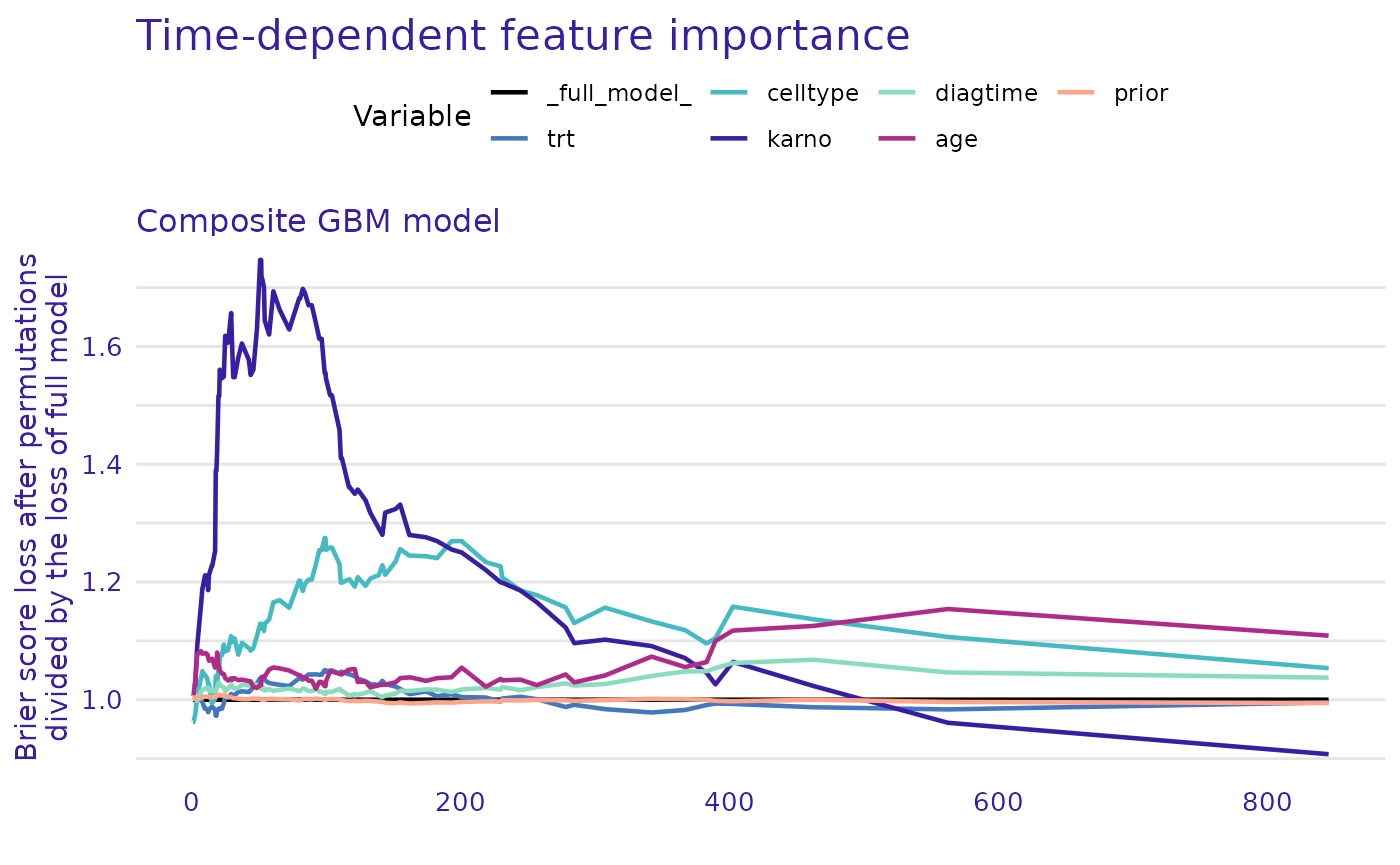 Time-dependent feature importance
Variable
_full_model_ celltype diagtime prior
trt karno age
Composite GBM model
Brier score loss after permutations
divided by the loss of full model
1.6
1.4
1.2
1.0
0 200 400 600 800